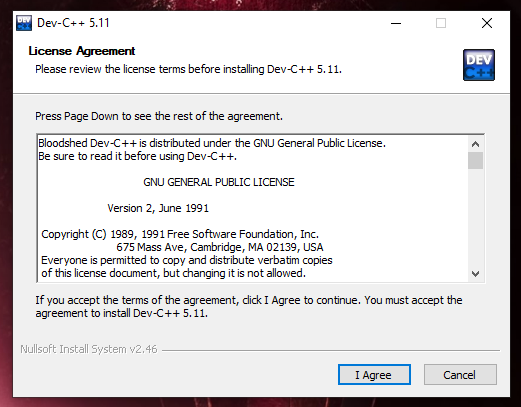 Dev-C++ 5.11
License Agreement
Please review the license terms before installing Dev-C++ 5.11.
DEV
C++
Press Page Down to see the rest of the agreement.
Bloodshed Dev-C++ is distributed under the GNU General Public License.
Be sure to read it before using Dev-C++.
GNU GENERAL PUBLIC LICENSE
Version 2, June 1991
Copyright (C) 1989, 1991 Free Software Foundation, Inc.
675 Mass Ave, Cambridge, MA 02139, USA
Everyone is permitted to copy and distribute verbatim copies
of this license document, but changing it is not allowed.
If you accept the terms of the agreement, click I Agree to continue. You must accept the
agreement to install Dev-C++ 5.11.
Nullsoft Install System v2.46
I Agree
Cancel